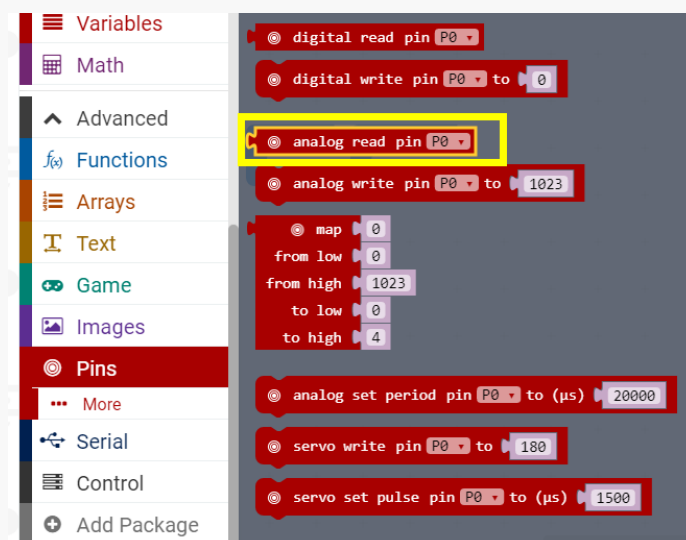 Variables
Math
Advanced
Functions
Arrays
Text
Game
Images
Pins
More
Serial
Control
Add Package
digital read pin P0
digital write pin P0 to 0
analog read pin P0
analog write pin P0 to 1023
map 0
from low 0
from high 1023
to low 0
to high 4
analog set period pin P0 to (µs) 20000
servo write pin P0 to 180
servo set pulse pin P0 to (µs) 1500